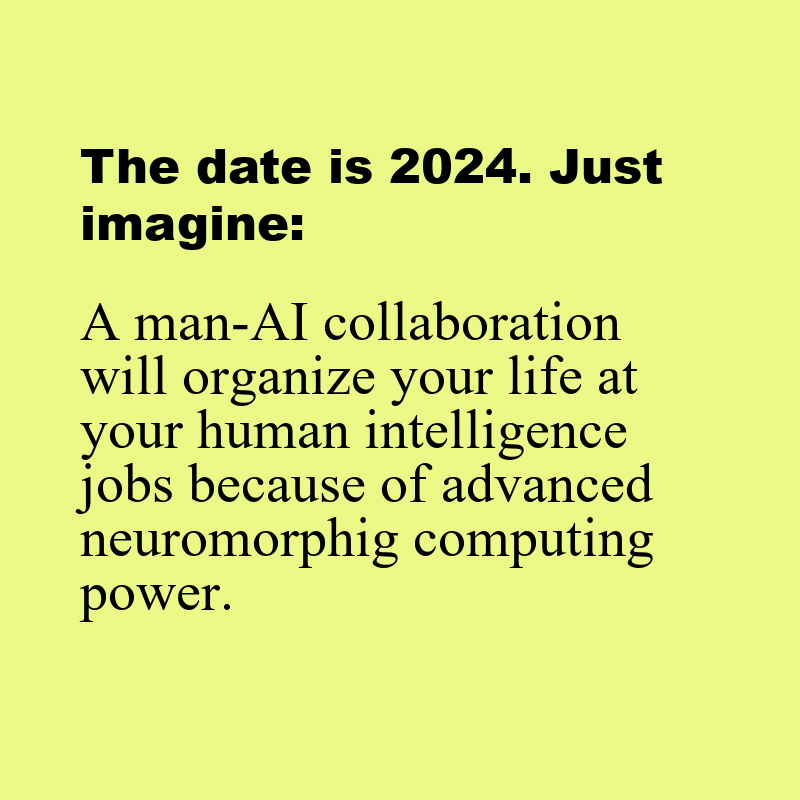 The date is 2024. Just
imagine:
A man-AI collaboration
will organize your life at
your human intelligence
jobs because of advanced
neuromorphig computing
power.